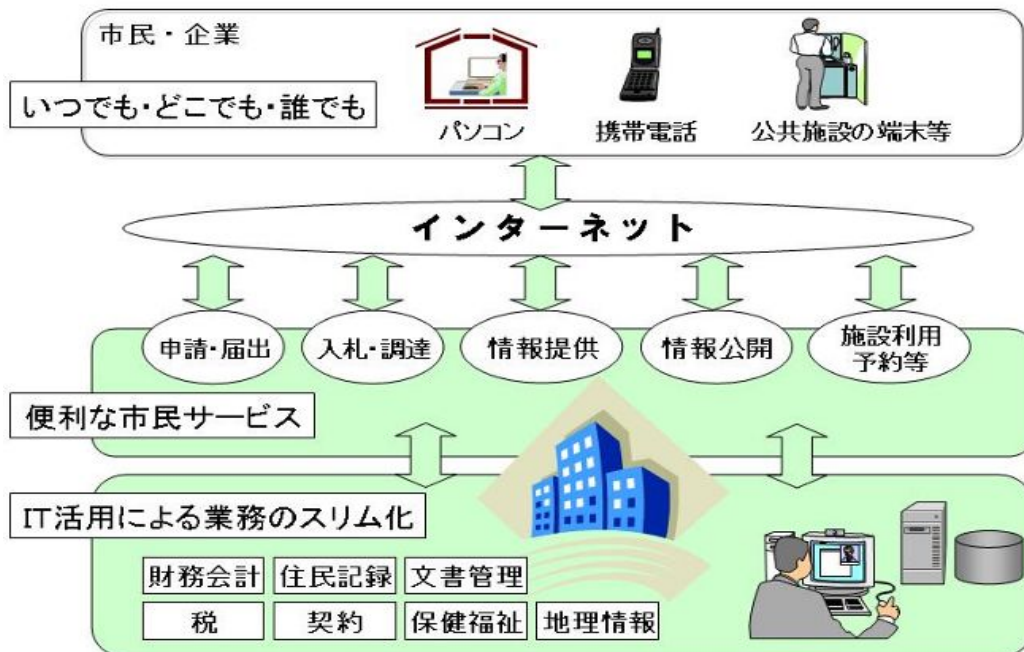 市民・企業
いつでも・どこでも・誰でも
パソコン
携帯電話
公共施設の端末等
インターネット
申請・届出
入札・調達
情報提供
情報公開
施設利用
予約等
便利な市民サービス
IT活用による業務のスリム化
財務会計
住民記録
文書管理
税
契約
保健福祉
地理情報